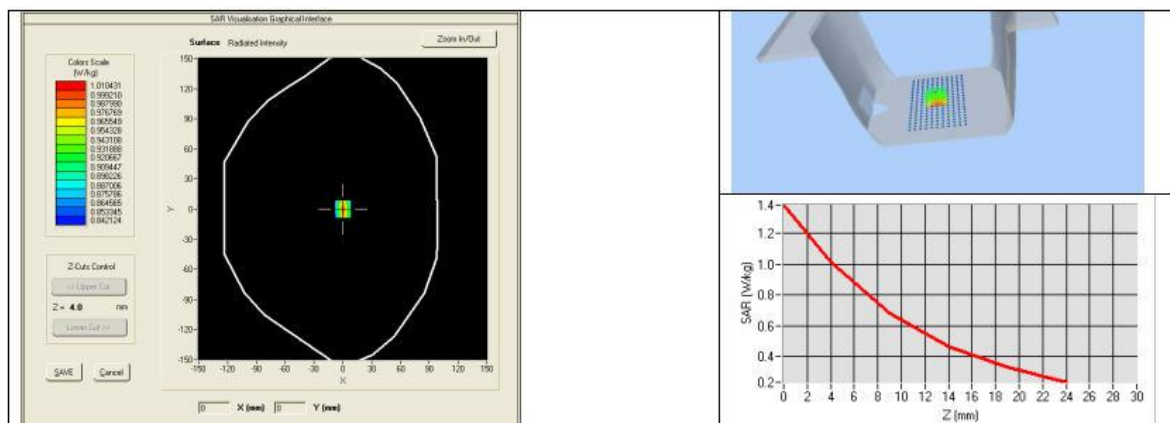 SAR Visualisation Graphical Interface
Surface Radiated Intensity
Zoom In/Out
Colors Scale
(W/kg)
1.010431
0.999210
0.987990
0.976769
0.965549
0.954328
0.943108
0.931888
0.920667
0.909447
0.898226
0.887006
0.875786
0.864565
0.853345
0.842124
Z-Cuts Control
<< Upper Cut
Z = 4.0 mm
Lower Cut >>
SAVE Cancel
150
120
90
60
30
0
-30
-60
-90
-120
-150
Y
-150 -120 -90 -60 -30 0 30 60 90 120 150
X
0 X (mm) 0 Y (mm)
1.4
1.2
1.0
0.8
0.6
0.4
0.2
SAR (W/kg)
0 2 4 6 8 10 12 14 16 18 20 22 24 26 28 30
Z (mm)